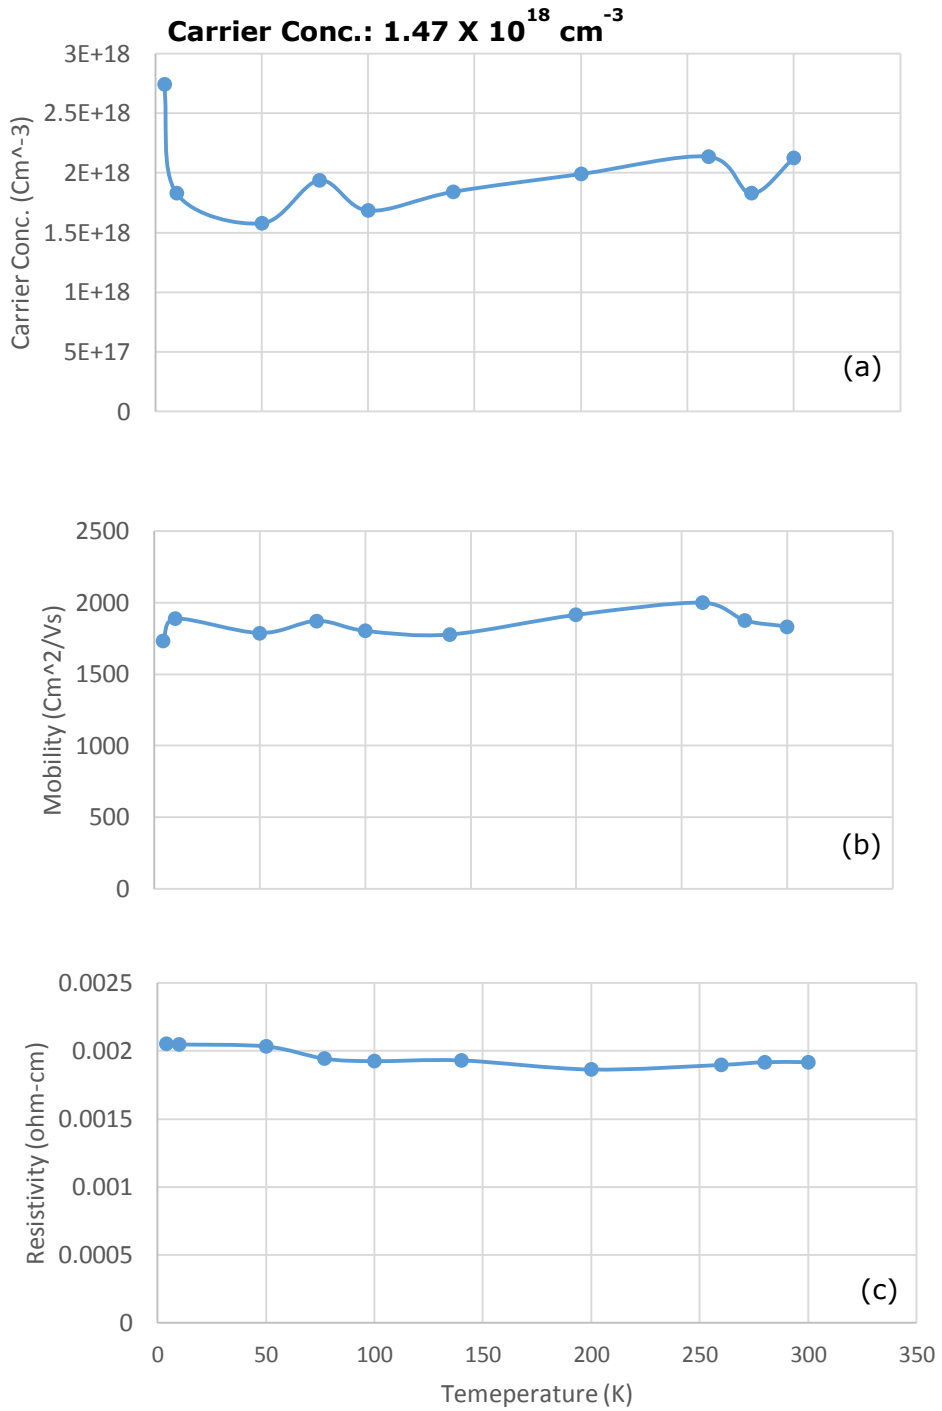 Carrier Conc.: 1.47 X 10^18 cm^-3
3E+18
2.5E+18
2E+18
1.5E+18
1E+18
5E+17
0
Carrier Conc. (Cm^-3)
(a)
2500
2000
1500
1000
500
0
Mobility (Cm^2/Vs)
(b)
0.0025
0.002
0.0015
0.001
0.0005
0
Resistivity (ohm-cm)
(c)
0 50 100 150 200 250 300 350
Temeperature (K)